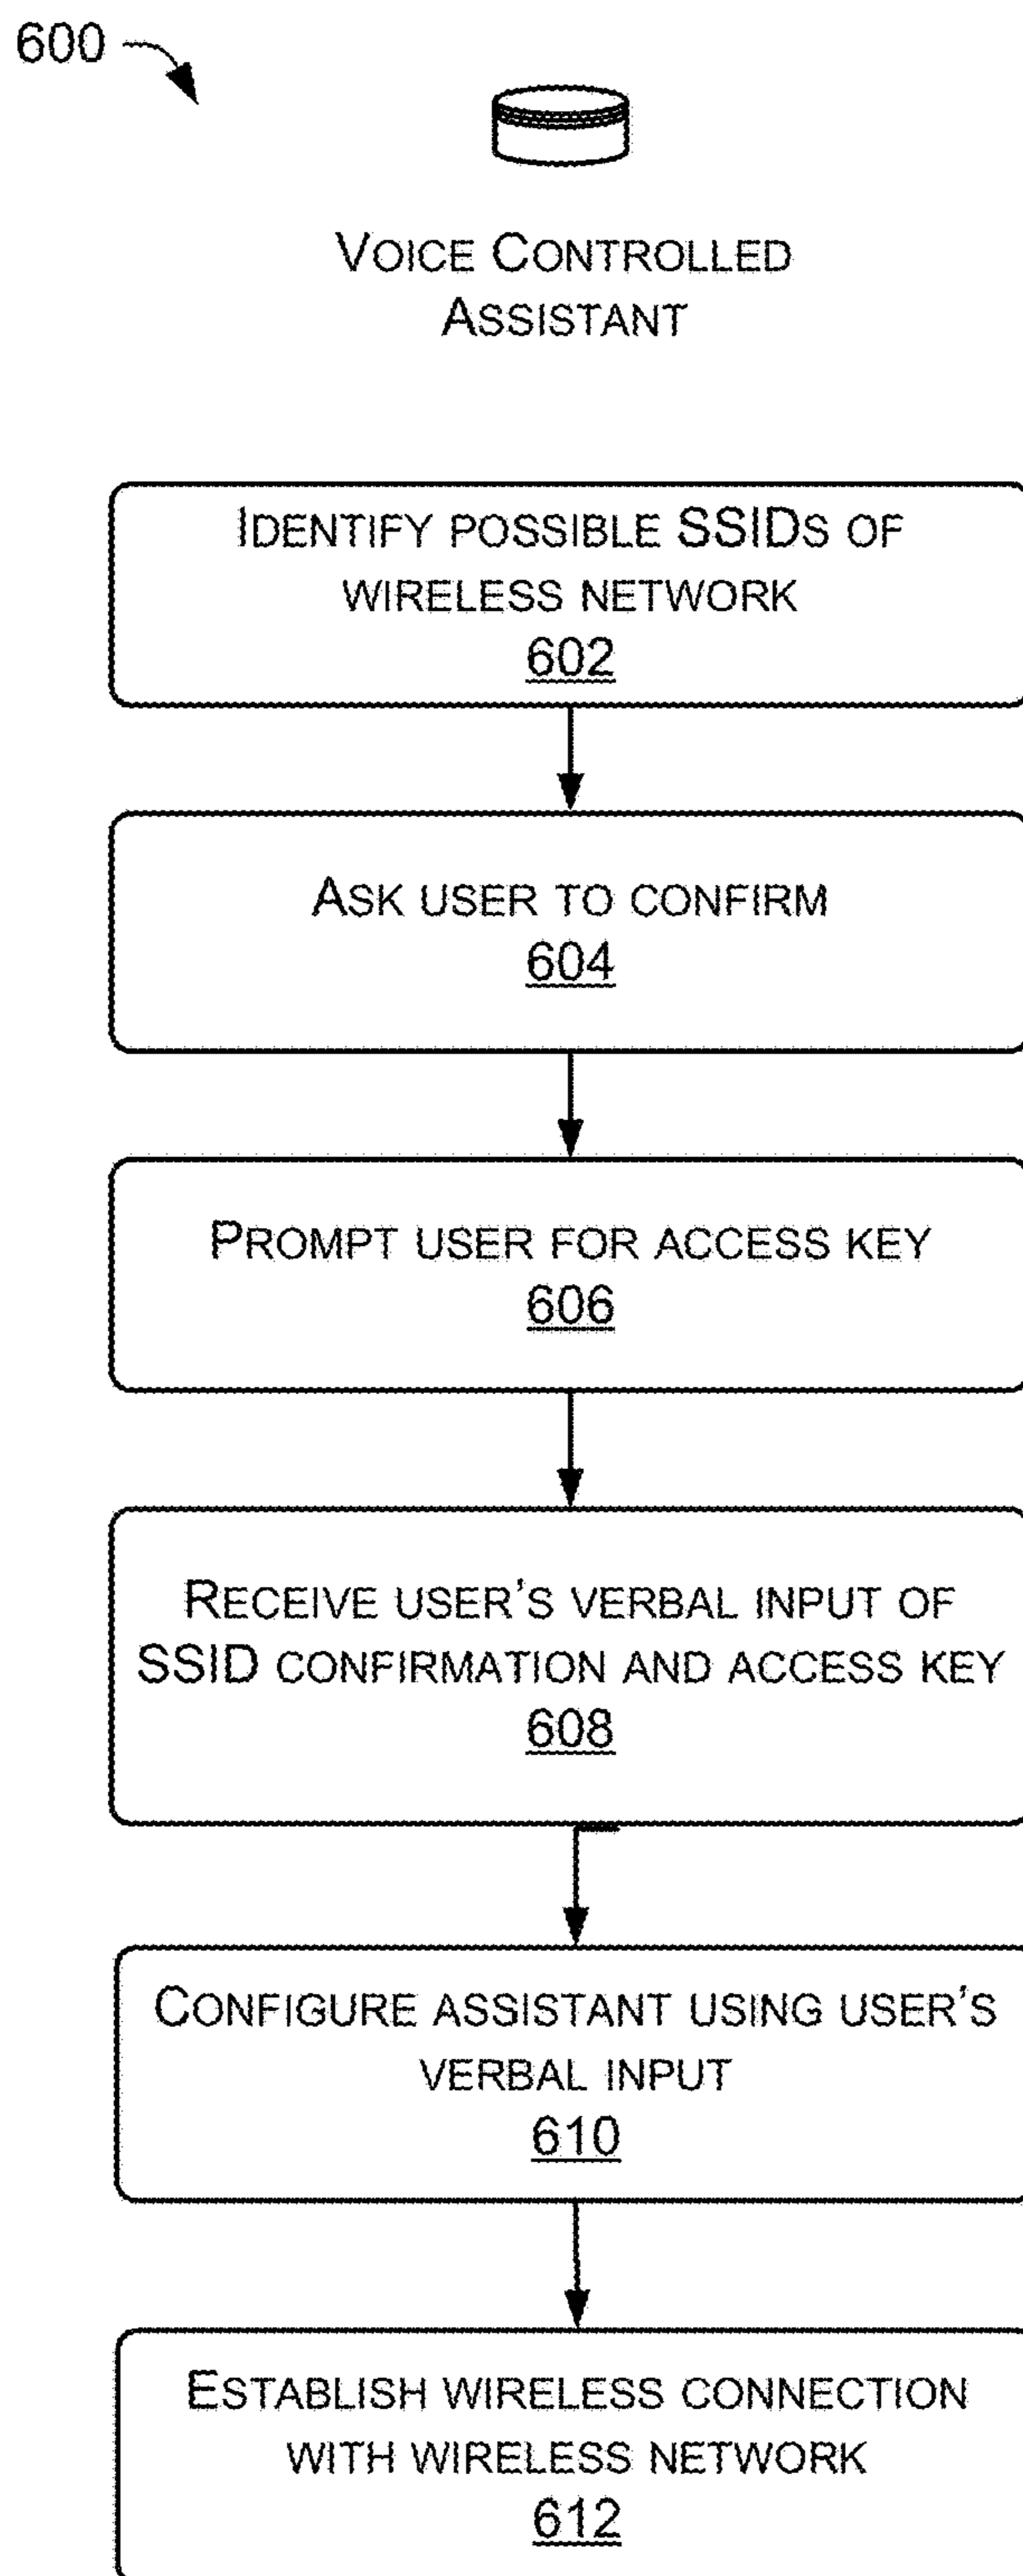 600
VOICE CONTROLLED
ASSISTANT
IDENTIFY POSSIBLE SSIDS OF
WIRELESS NETWORK
602
ASK USER TO CONFIRM
604
PROMPT USER FOR ACCESS KEY
606
RECEIVE USER'S VERBAL INPUT OF
SSID CONFIRMATION AND ACCESS KEY
608
CONFIGURE ASSISTANT USING USER'S
VERBAL INPUT
610
ESTABLISH WIRELESS CONNECTION
WITH WIRELESS NETWORK
612